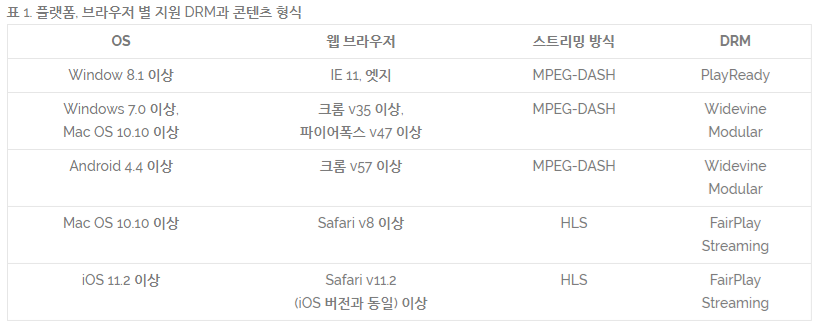 표 1. 플랫폼, 브라우저 별 지원 DRM과 콘텐츠 형식
OS 웹 브라우저 스트리밍 방식 DRM
Window 8.1 이상 IE 11, 엣지 MPEG-DASH PlayReady
Windows 7.0 이상, 크롬 v35 이상, MPEG-DASH Widevine
Mac OS 10.10 이상 파이어폭스 v47 이상 Modular
Android 4.4 이상 크롬 v57 이상 MPEG-DASH Widevine
Modular
Mac OS 10.10 이상 Safari v8 이상 HLS FairPlay
Streaming
iOS 11.2 이상 Safari v11.2 HLS FairPlay
(iOS 버전과 동일) 이상 Streaming